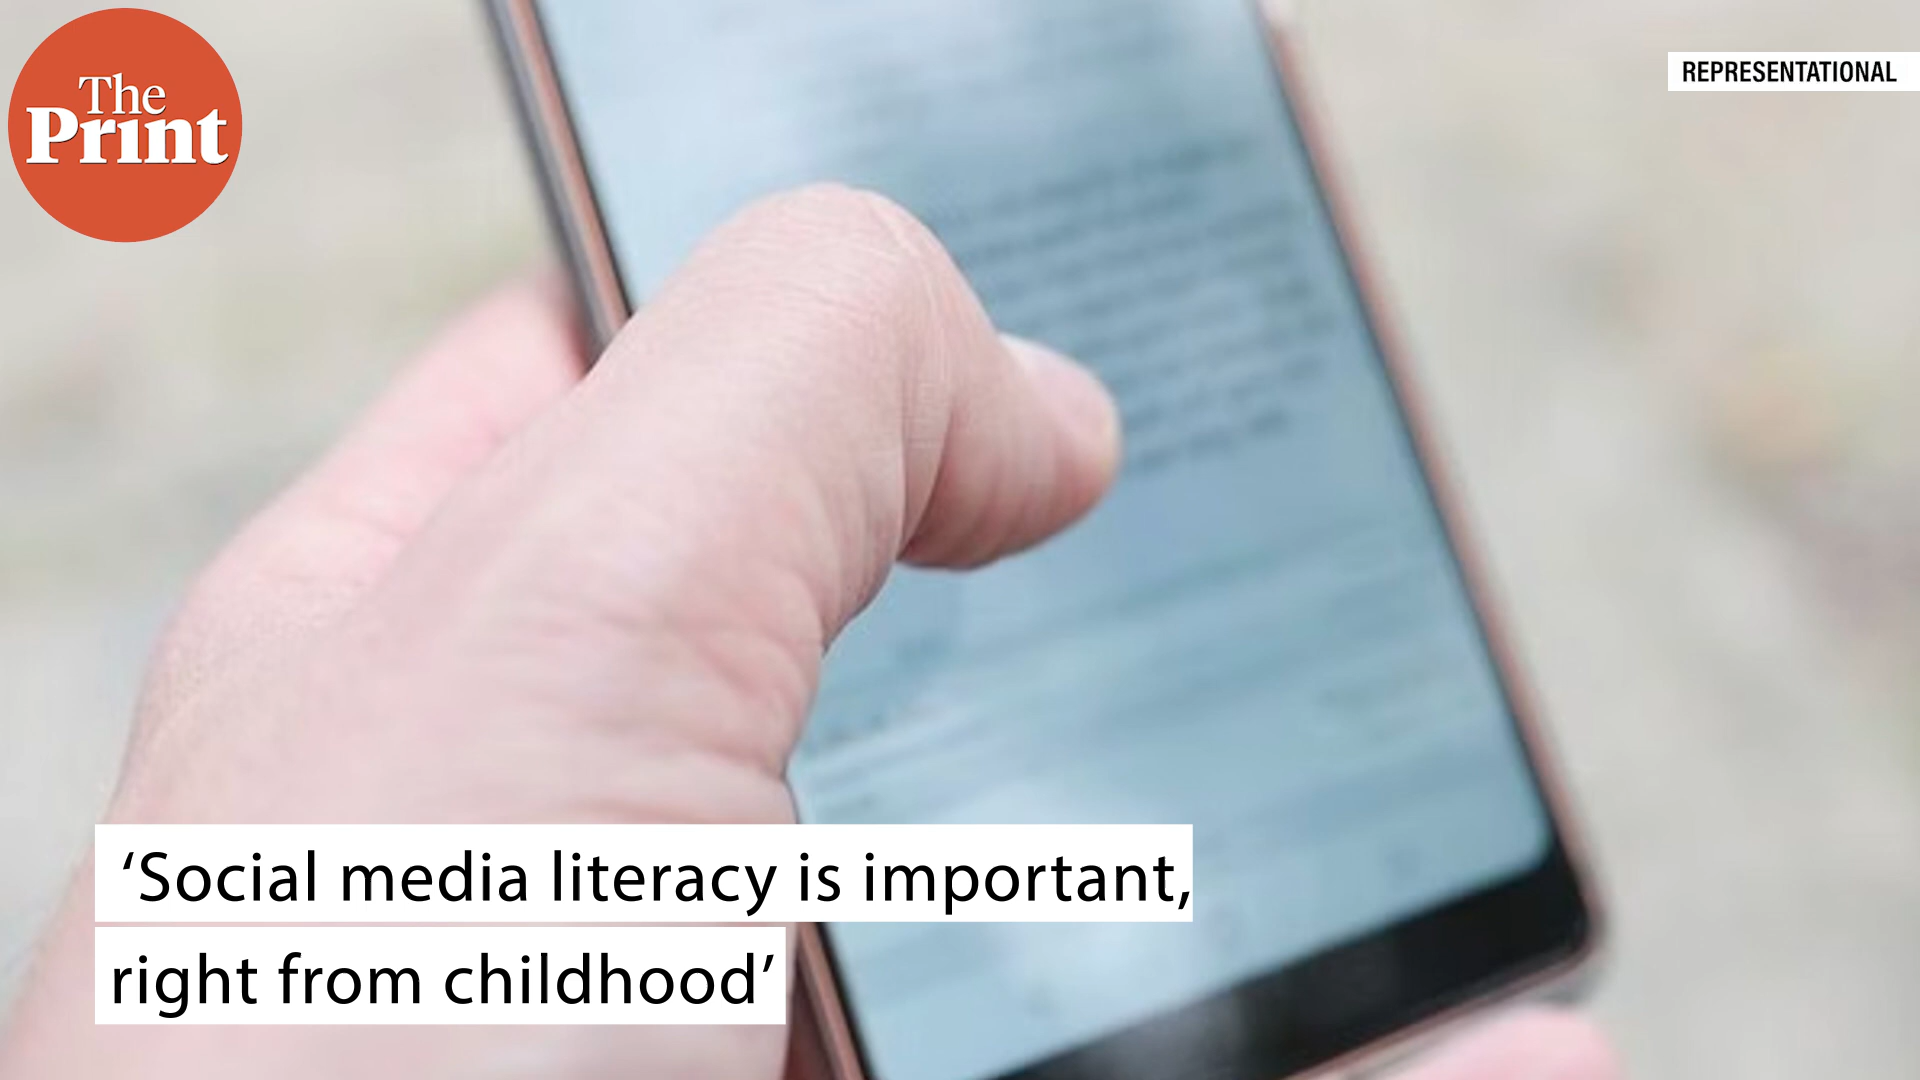 The
Print
REPRESENTATIONAL
‘Social media literacy is important,
right from childhood’